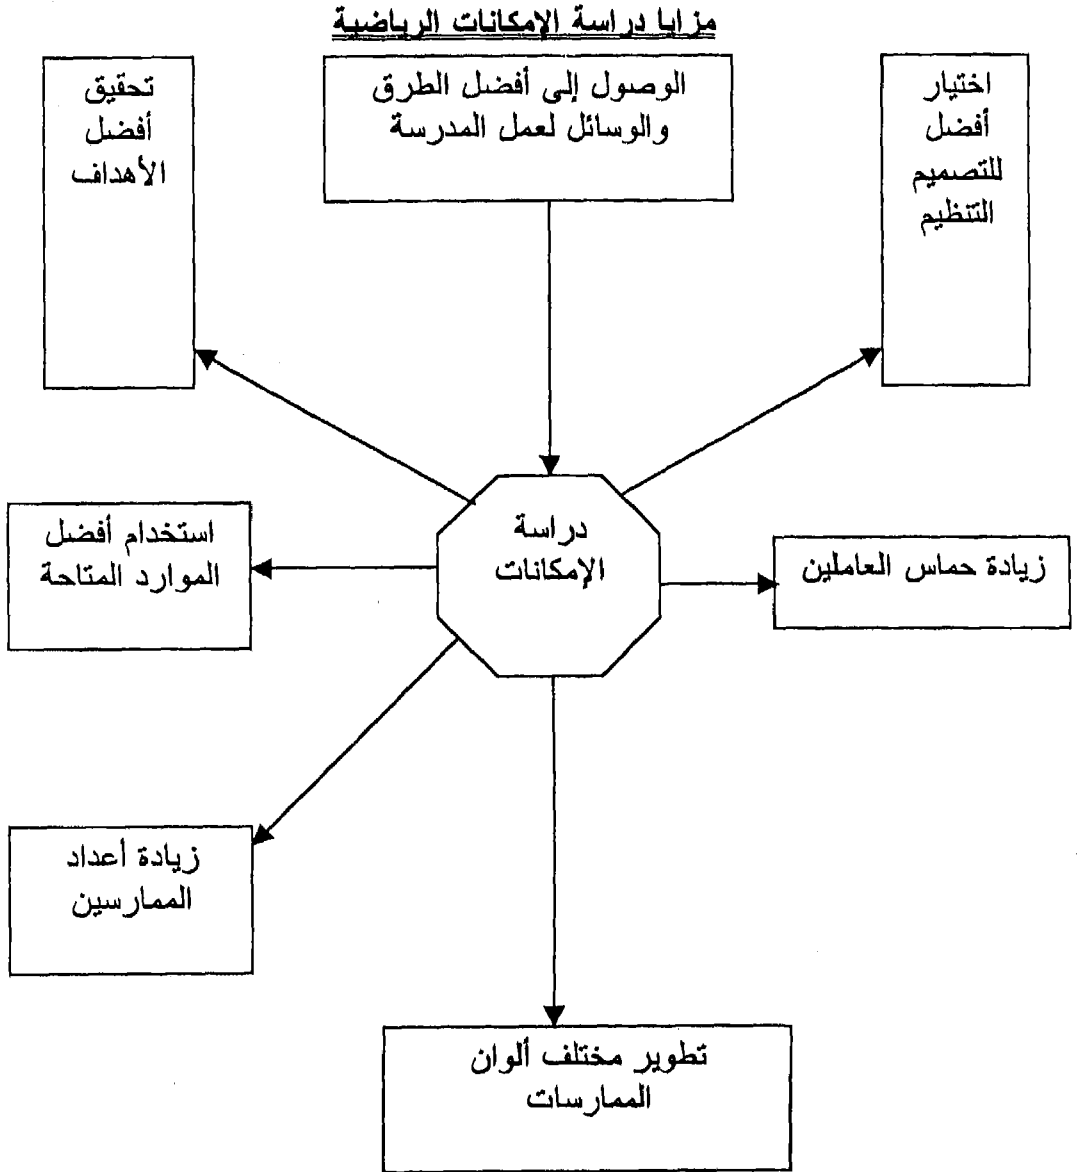 مزايا دراسة الإمكانات الرياضية
اختيار
أفضل
للتصميم
التنظيم
الوصول إلى أفضل الطرق
والوسائل لعمل المدرسة
تحقيق
أفضل
الأهداف
دراسة
الإمكانات
زيادة حماس العاملين
استخدام أفضل
الموارد المتاحة
زيادة أعداد
الممارسين
تطوير مختلف ألوان
الممارسات